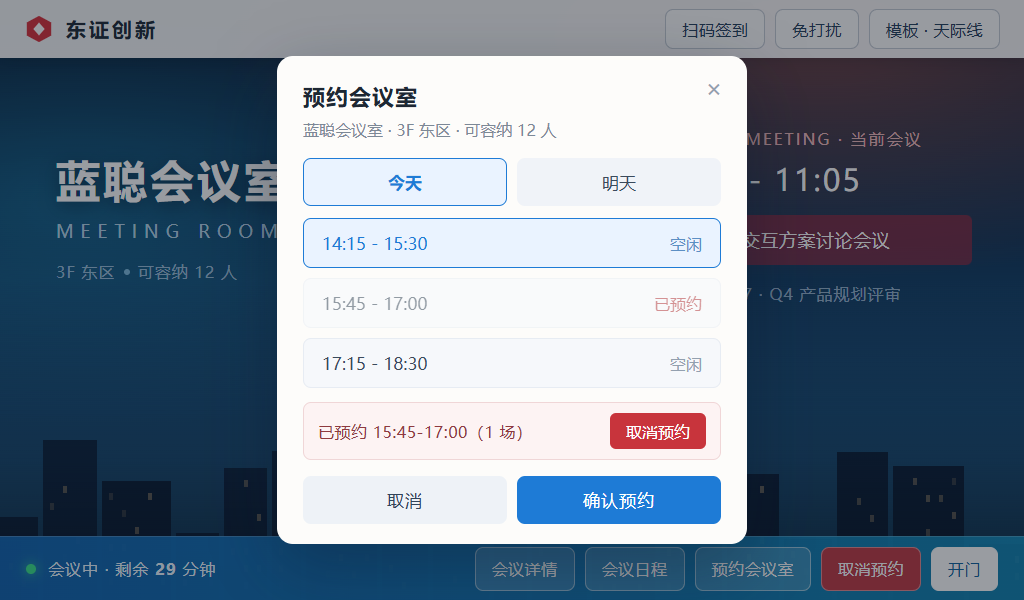 东证创新
扫码签到 免打扰 模板 · 天际线
预约会议室 ×
蓝聪会议室 · 3F 东区 · 可容纳 12 人
今天 明天
14:15 - 15:30 空闲
15:45 - 17:00 已预约
17:15 - 18:30 空闲
已预约 15:45-17:00（1 场） 取消预约
取消 确认预约
蓝聪会议室
MEETING ROOM
3F 东区 • 可容纳 12 人
MEETING · 当前会议
- 11:05
交互方案讨论会议
· Q4 产品规划评审
会议中 · 剩余 29 分钟
会议详情 会议日程 预约会议室 取消预约 开门